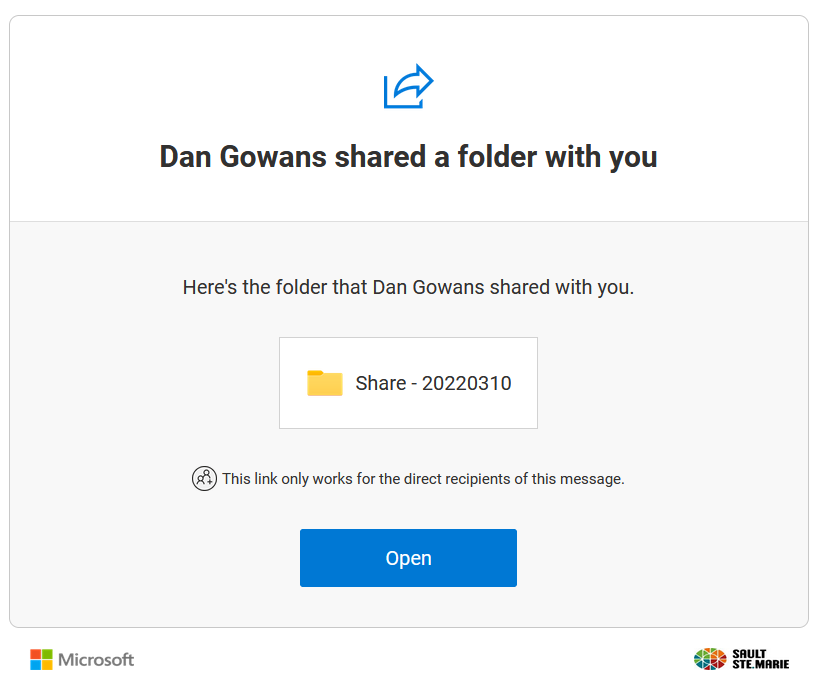 Dan Gowans shared a folder with you
Here's the folder that Dan Gowans shared with you.
Share - 20220310
This link only works for the direct recipients of this message.
Open
Microsoft
SAULT
STE.MARIE